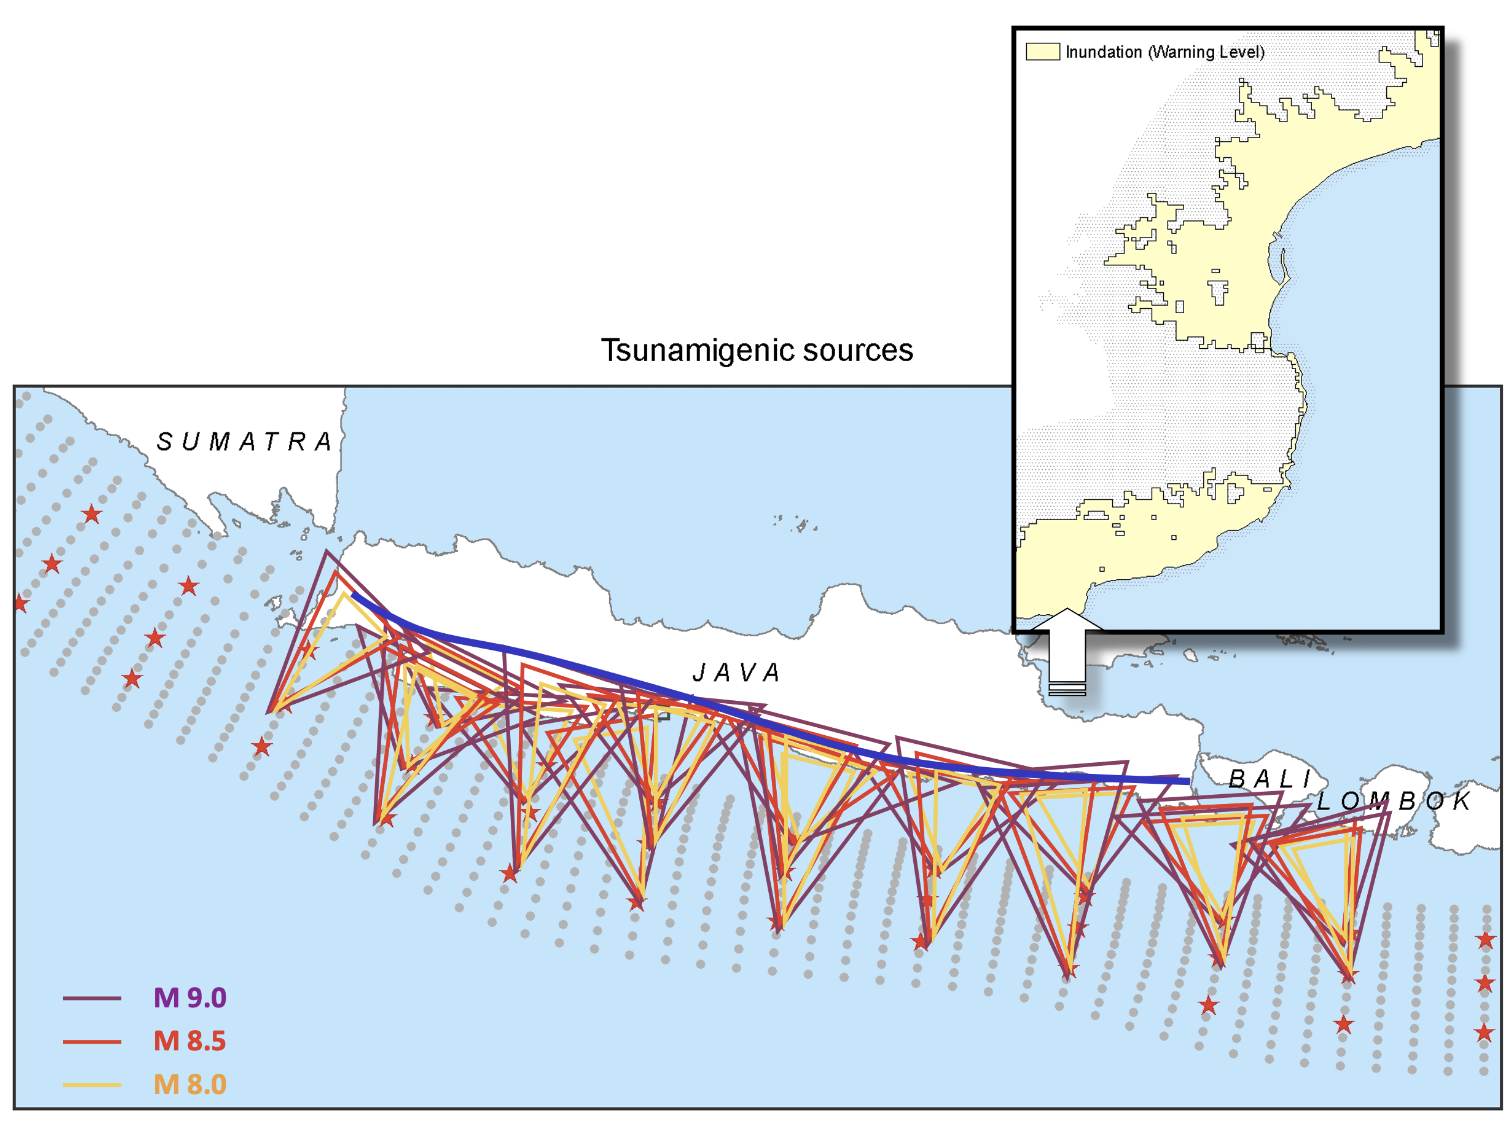 Inundation (Warning Level)
Tsunamigenic sources
SUMATRA
JAVA
BALI
LOMBOK
M 9.0
M 8.5
M 8.0